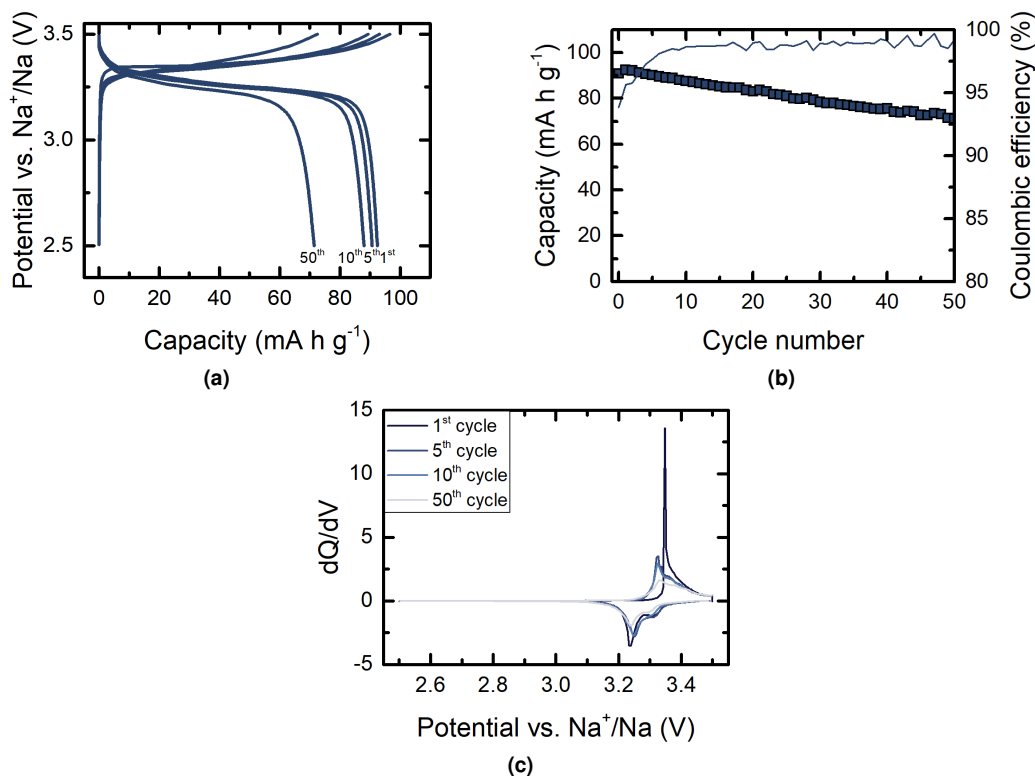 3.5
3.0
2.5
Potential vs. Na⁺/Na (V)
50ᵗʰ 10ᵗʰ 5ᵗʰ 1ˢᵗ
0 20 40 60 80 100
Capacity (mA h g⁻¹)
(a)
100
80
60
40
20
0
Capacity (mA h g⁻¹)
100
95
90
85
80
Coulombic efficiency (%)
0 10 20 30 40 50
Cycle number
(b)
15
10
5
0
-5
dQ/dV
1ˢᵗ cycle
5ᵗʰ cycle
10ᵗʰ cycle
50ᵗʰ cycle
2.6 2.8 3.0 3.2 3.4
Potential vs. Na⁺/Na (V)
(c)